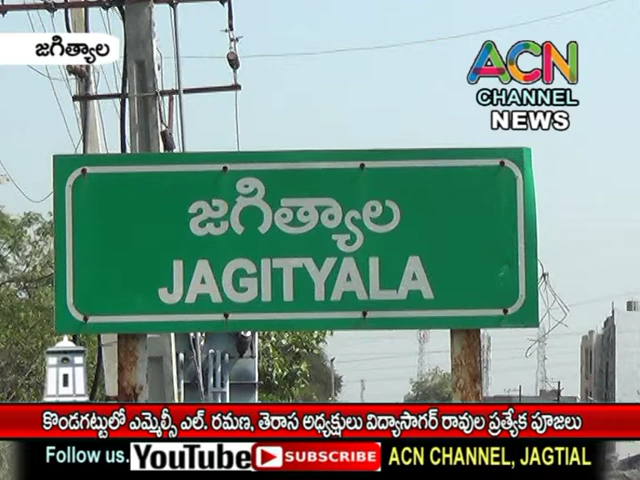 జగిత్యాల
ACN
CHANNEL
NEWS
జగిత్యాల
JAGITYALA
కొండగట్టులో ఎమ్మెల్సీ ఎల్. రమణ, తెరాస అధ్యక్షులు విద్యాసాగర్ రావుల ప్రత్యేక పూజలు
Follow us. YouTube SUBSCRIBE ACN CHANNEL, JAGTIAL